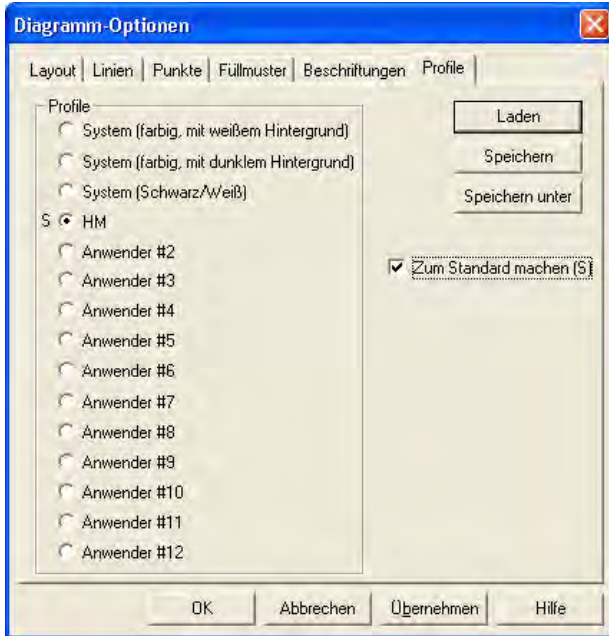 Diagramm-Optionen
Layout Linien Punkte Füllmuster Beschriftungen Profile
Profile
System (farbig, mit weißem Hintergrund)
System (farbig, mit dunklem Hintergrund)
System (Schwarz/Weiß)
S HM
Anwender #2
Anwender #3
Anwender #4
Anwender #5
Anwender #6
Anwender #7
Anwender #8
Anwender #9
Anwender #10
Anwender #11
Anwender #12
Laden
Speichern
Speichern unter
Zum Standard machen (S)
OK Abbrechen Übernehmen Hilfe